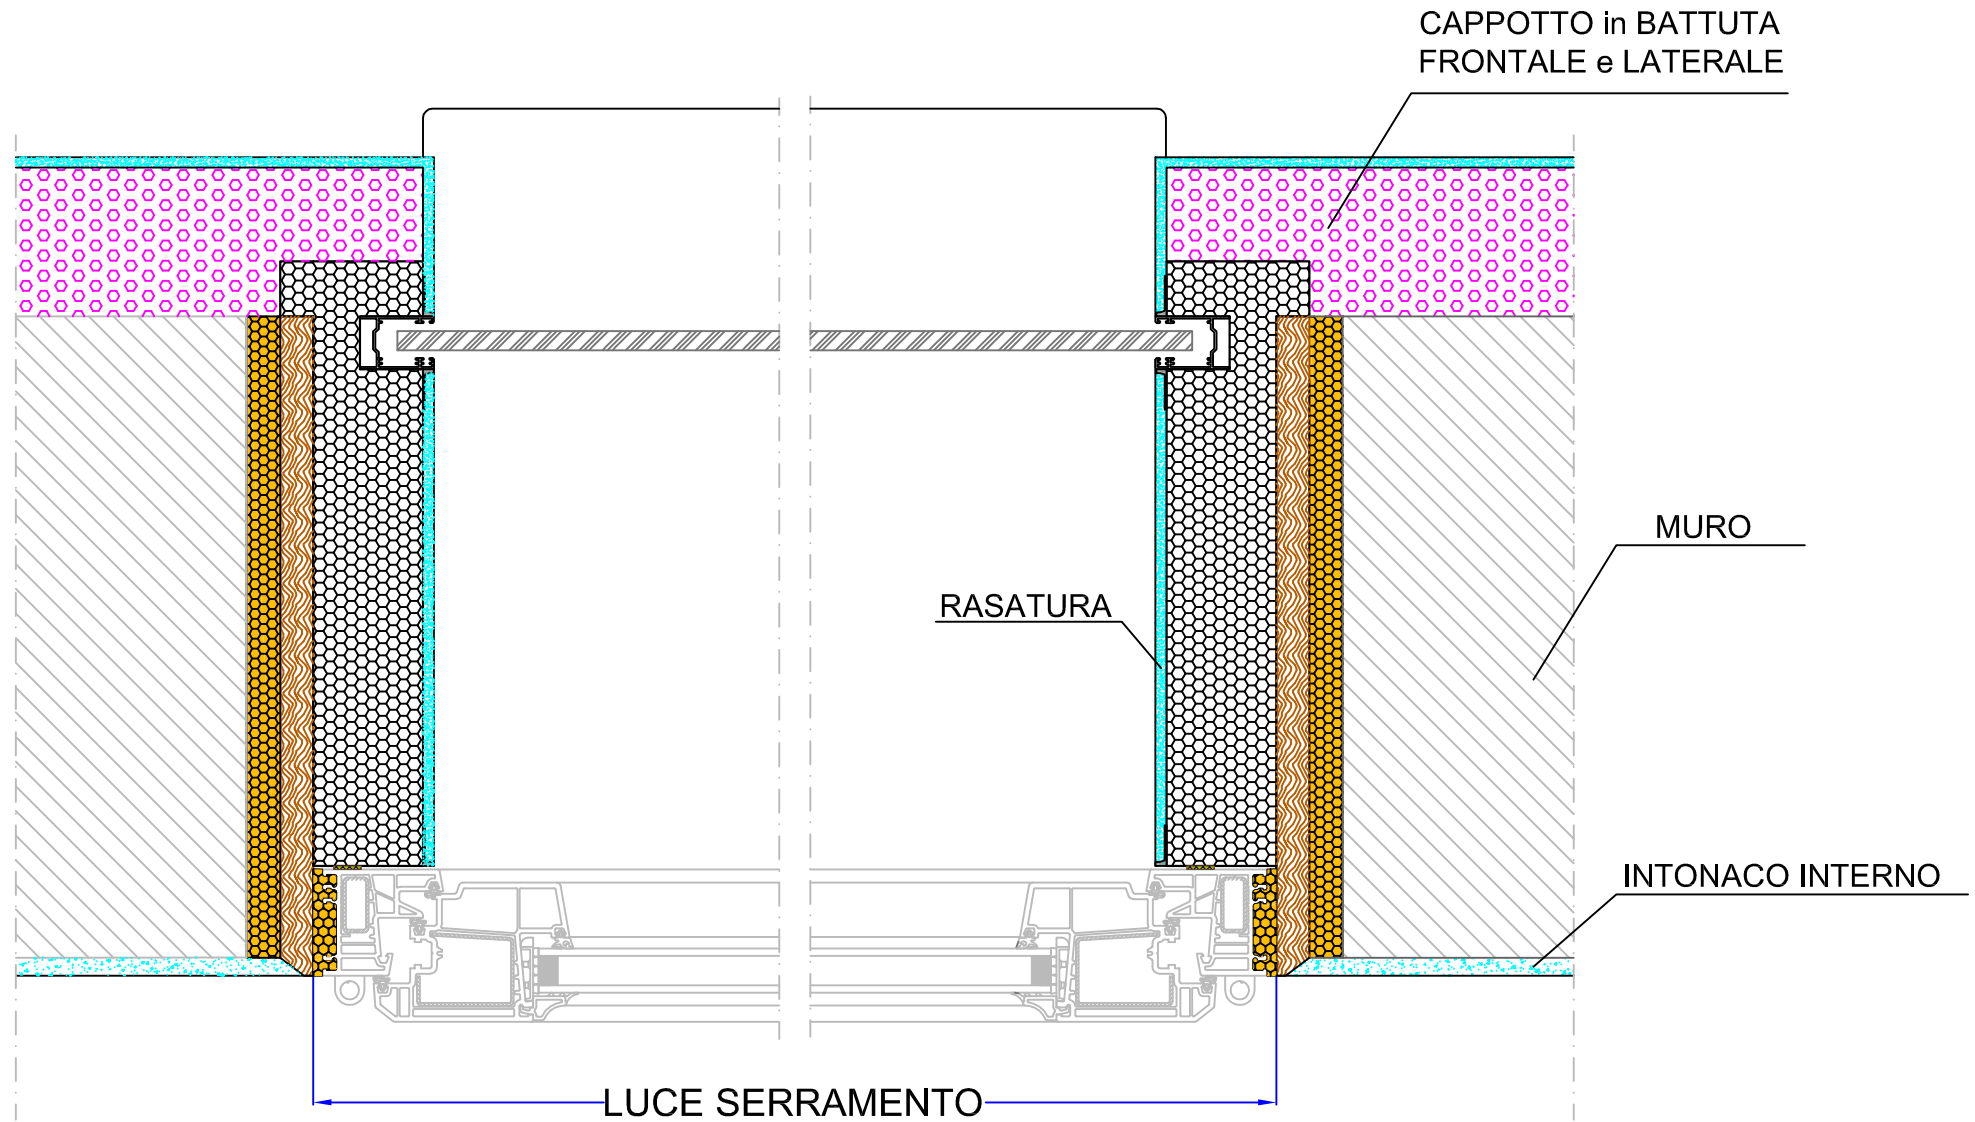 CAPPOTTO in BATTUTA
FRONTALE e LATERALE
MURO
RASATURA
INTONACO INTERNO
LUCE SERRAMENTO